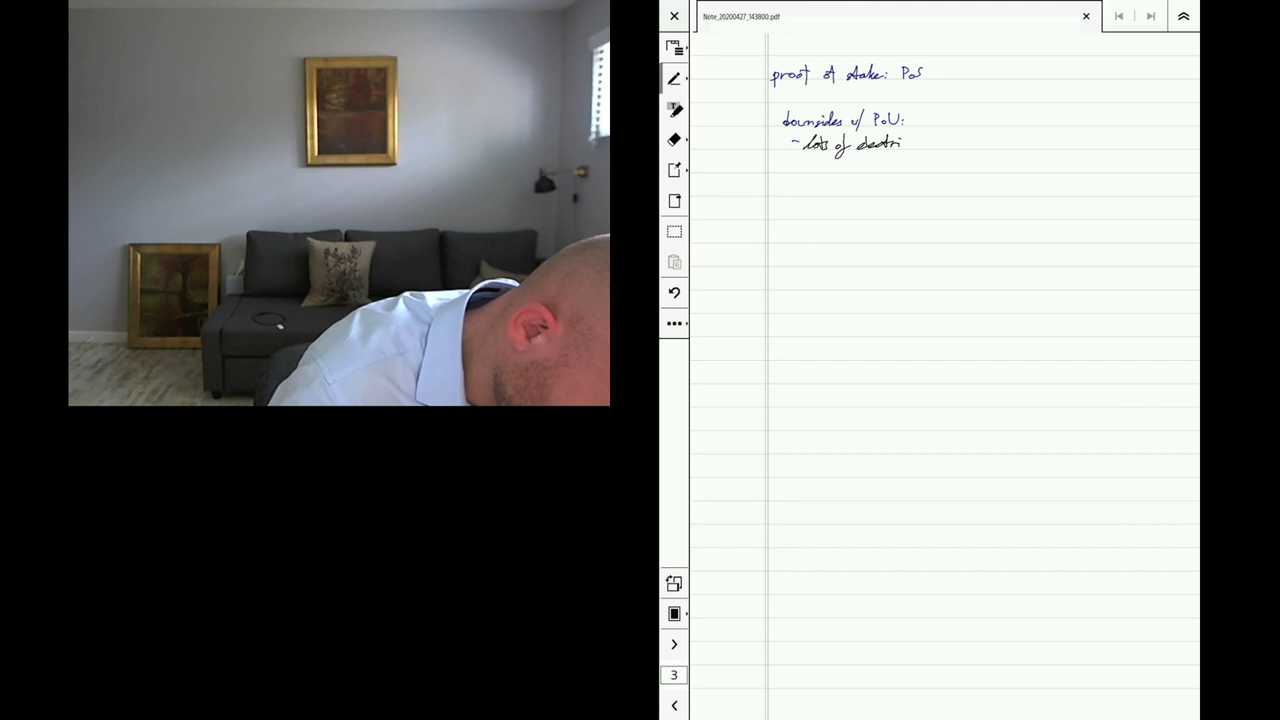 Note_20200427_143800.pdf
proof of stake: PoS
downsides w/ PoW:
- lots of electri
3